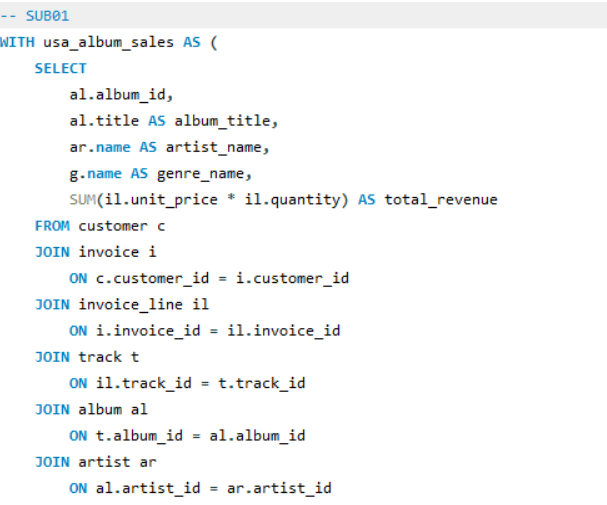 -- SUB01
WITH usa_album_sales AS (
    SELECT
        al.album_id,
        al.title AS album_title,
        ar.name AS artist_name,
        g.name AS genre_name,
        SUM(il.unit_price * il.quantity) AS total_revenue
    FROM customer c
    JOIN invoice i
        ON c.customer_id = i.customer_id
    JOIN invoice_line il
        ON i.invoice_id = il.invoice_id
    JOIN track t
        ON il.track_id = t.track_id
    JOIN album al
        ON t.album_id = al.album_id
    JOIN artist ar
        ON al.artist_id = ar.artist_id